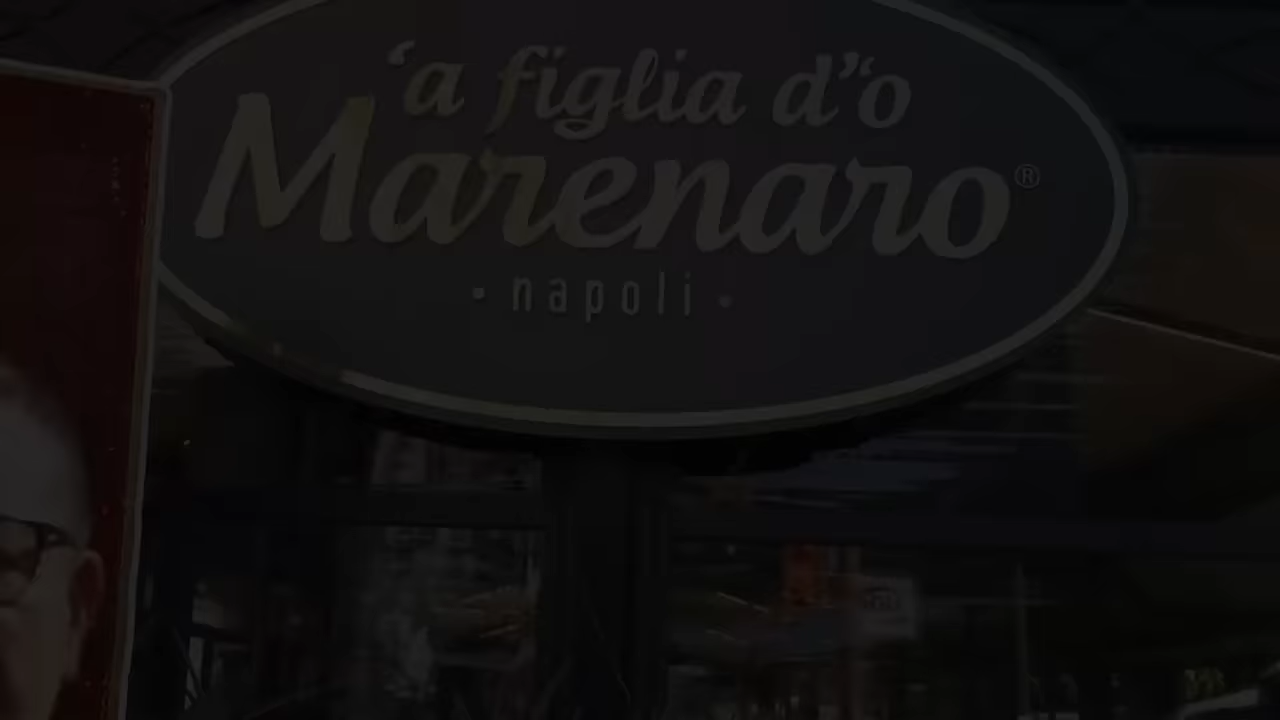 ‘a figlia d’‘o
Marenaro®
· napoli ·